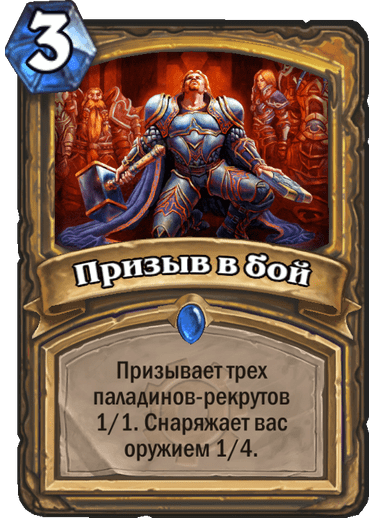 3
Призыв в бой
Призывает трех
паладинов-рекрутов
1/1. Снаряжает вас
оружием 1/4.